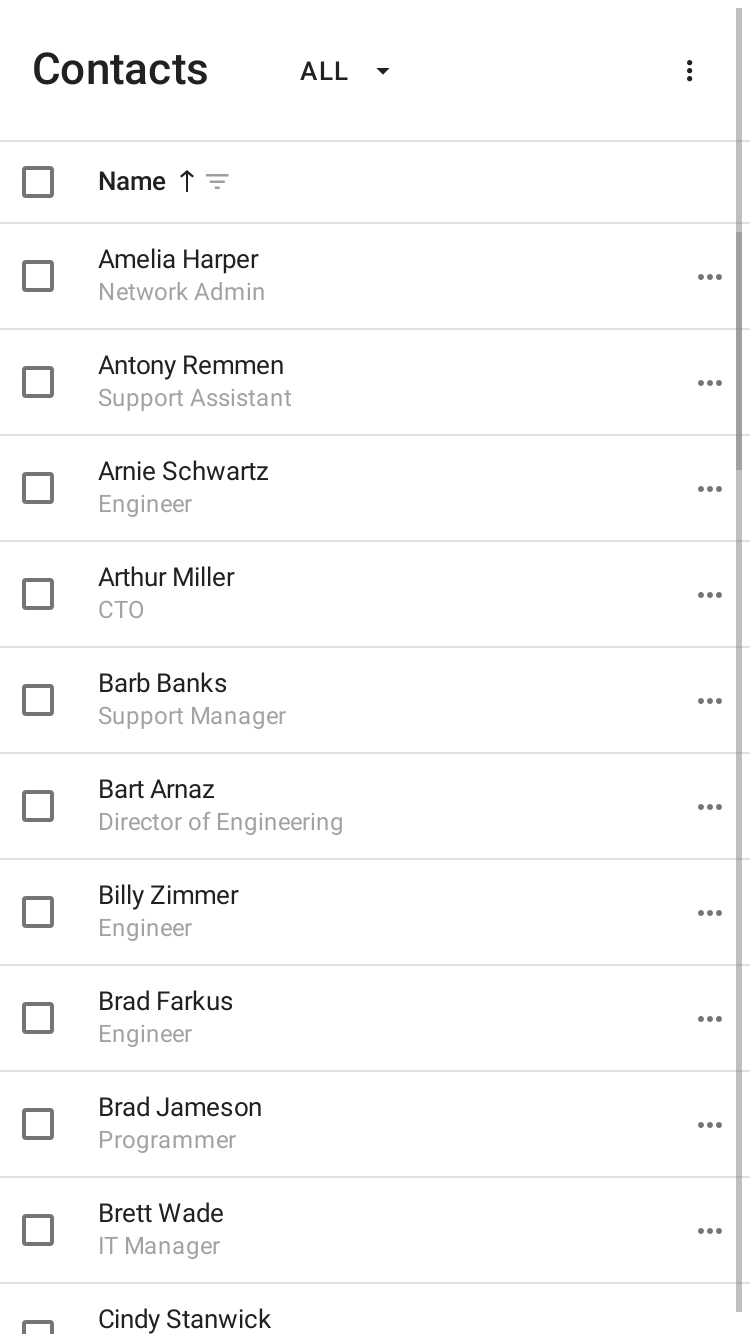 Contacts ALL
Name
Amelia Harper
Network Admin
Antony Remmen
Support Assistant
Arnie Schwartz
Engineer
Arthur Miller
CTO
Barb Banks
Support Manager
Bart Arnaz
Director of Engineering
Billy Zimmer
Engineer
Brad Farkus
Engineer
Brad Jameson
Programmer
Brett Wade
IT Manager
Cindy Stanwick